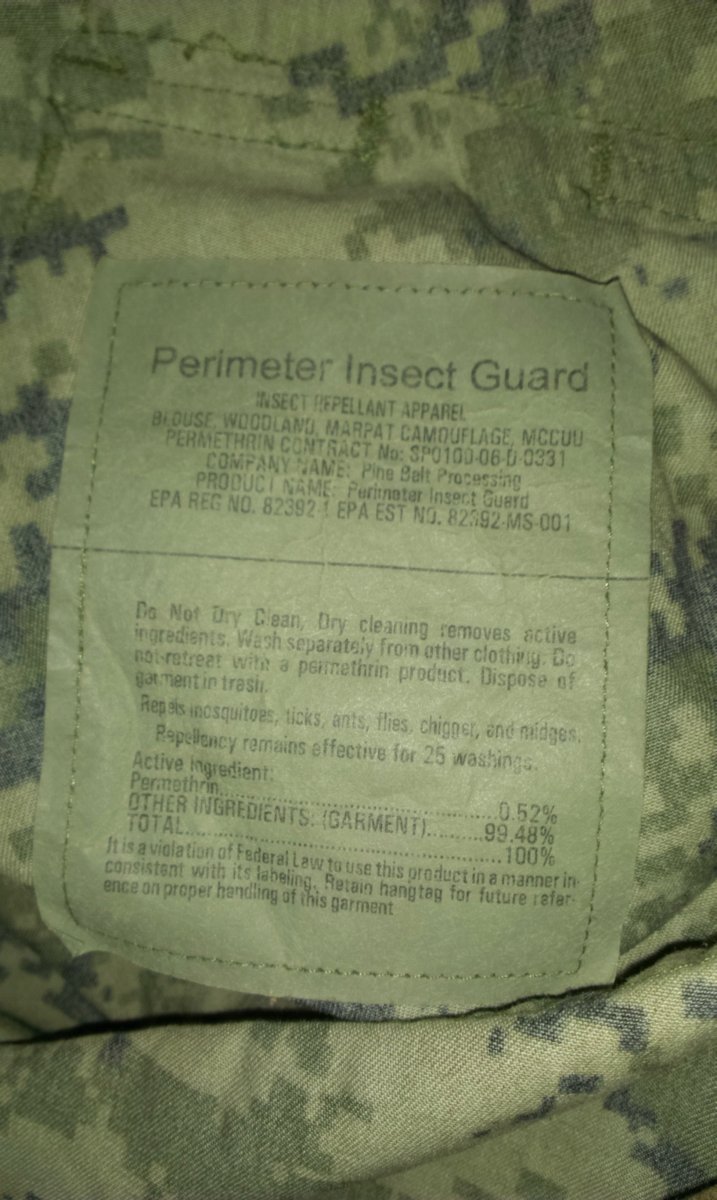 Perimeter Insect Guard
INSECT REPELLANT APPAREL
BLOUSE, WOODLAND, MARPAT CAMOUFLAGE, MCCUU
PERMETHRIN CONTRACT No: SP0100-06-D-0331
COMPANY NAME: Pine Belt Processing
PRODUCT NAME: Perimeter Insect Guard
EPA REG NO. 82392-1 EPA EST NO. 82392-MS-001
Do Not Dry Clean, Dry cleaning removes active
ingredients. Wash separately from other clothing. Do
not-retreat with a permethrin product. Dispose of
garment in trash.
Repels mosquitoes, ticks, ants, flies, chigger, and midges.
Repellency remains effective for 25 washings.
Active Ingredient:
Permethrin..............................0.52%
OTHER INGREDIENTS: (GARMENT)........99.48%
TOTAL....................................100%
It is a violation of Federal Law to use this product in a manner in-
consistent with its labeling. Retain hangtag for future refer-
ence on proper handling of this garment